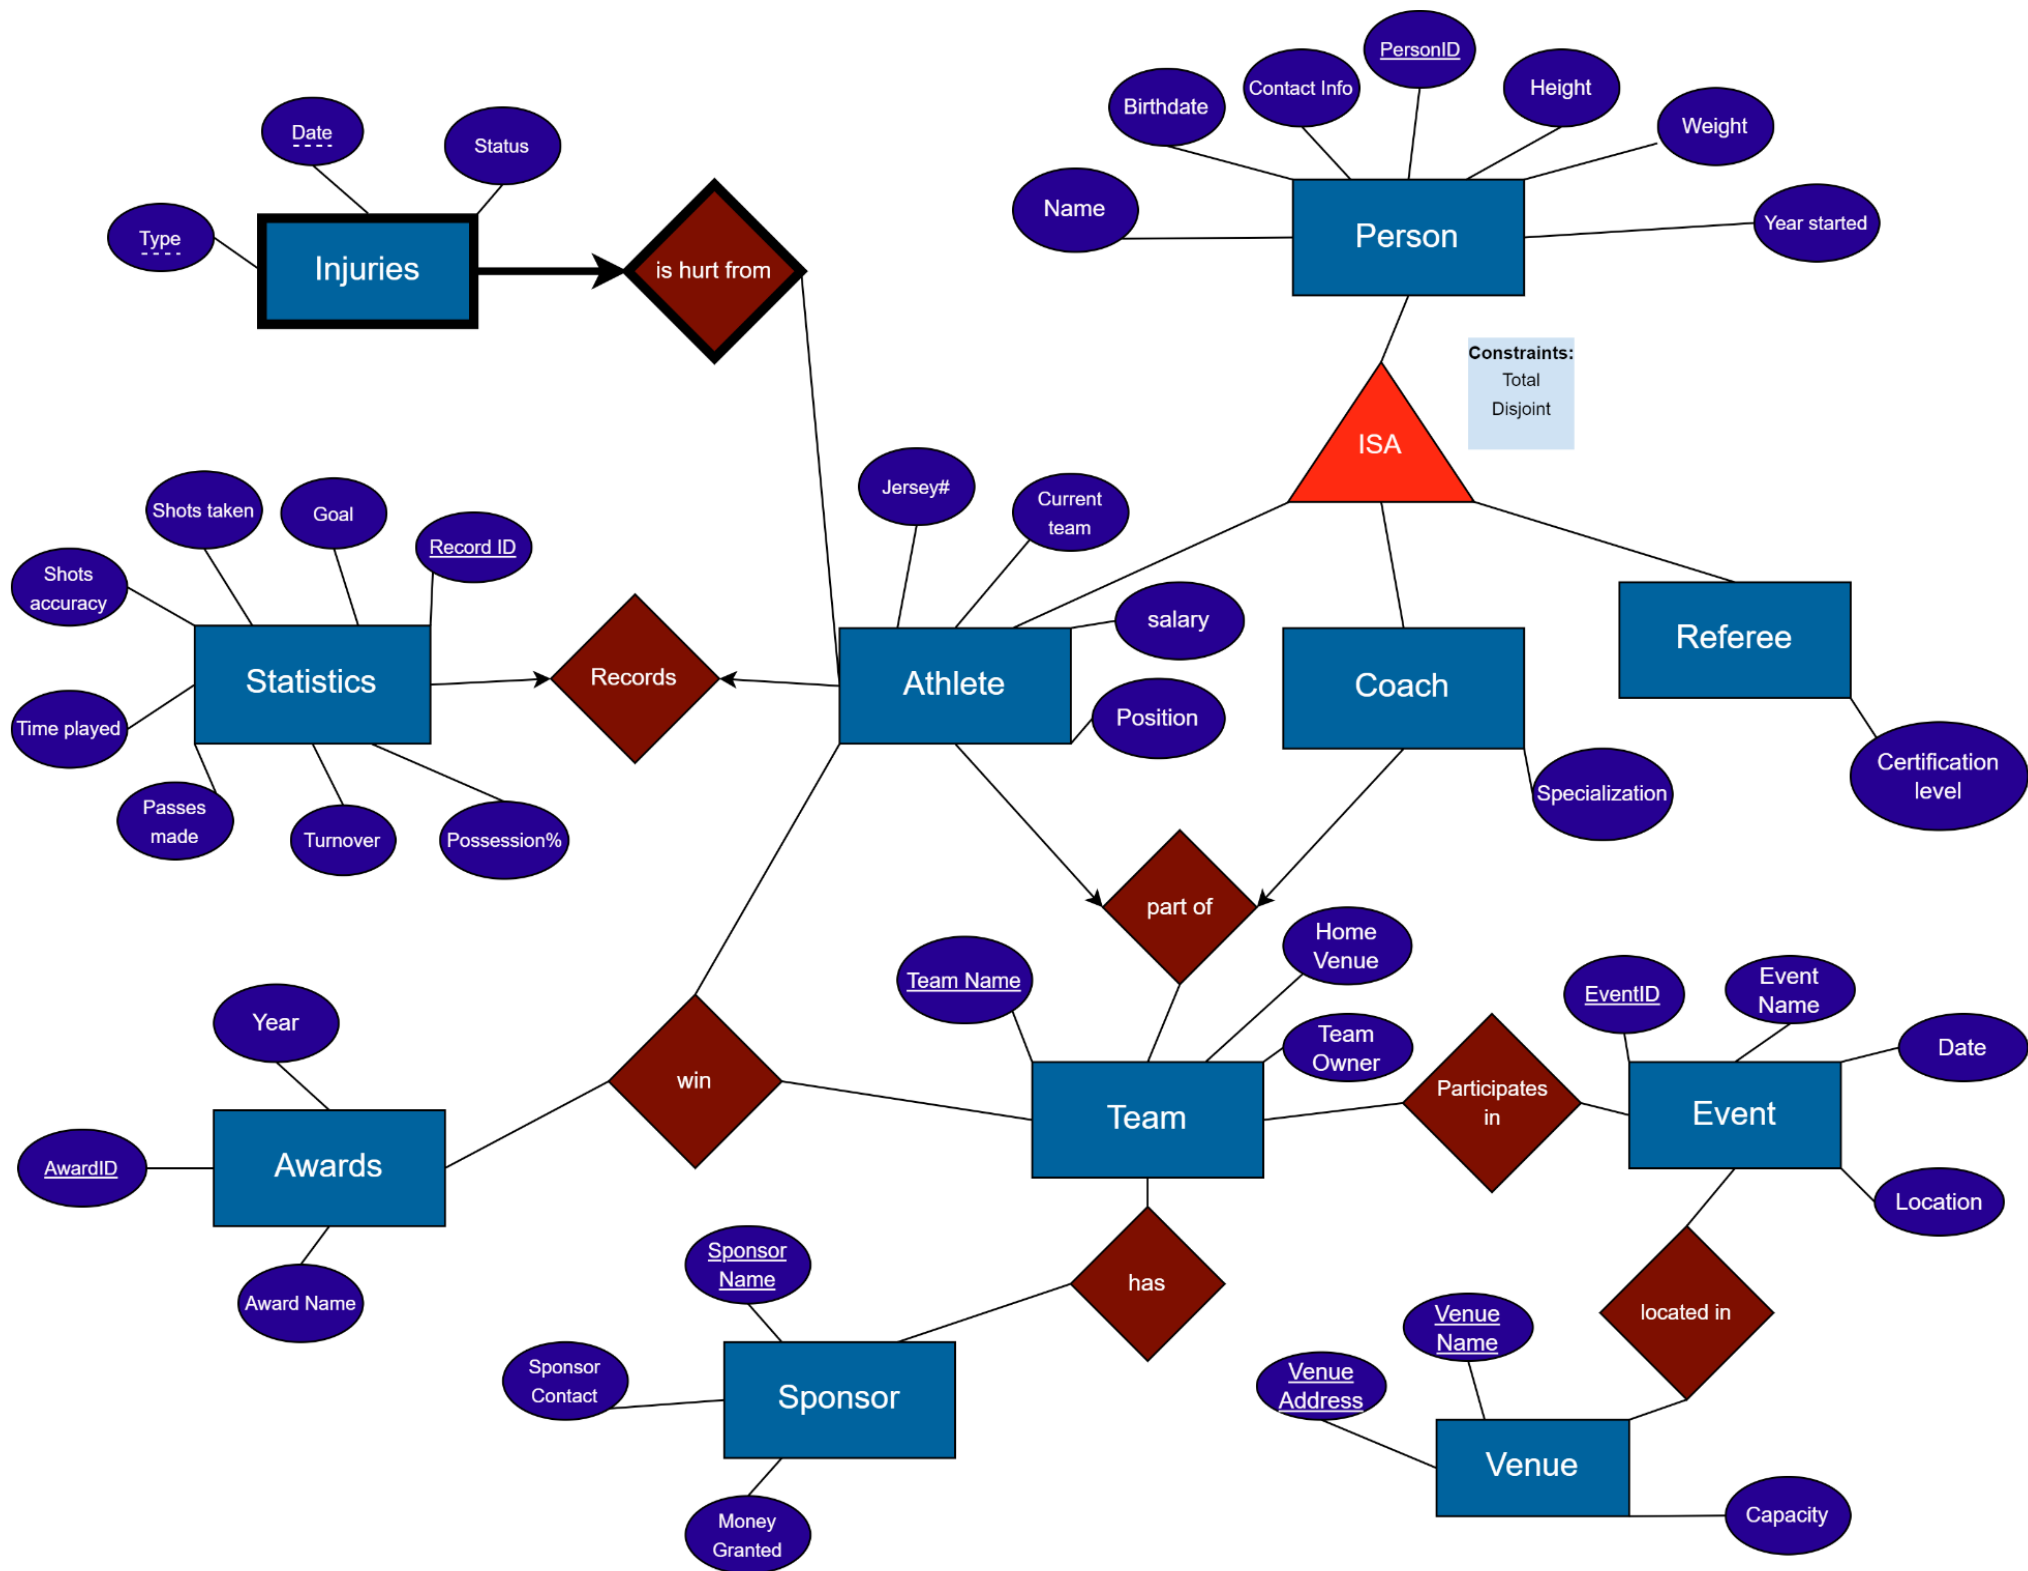 PersonID
Contact Info
Height
Birthdate
Weight
Date
Status
Name
Year started
Type
Person
Injuries
is hurt from
Constraints:
Total
Disjoint
ISA
Jersey#
Current
team
Shots taken
Goal
Record ID
Shots
accuracy
salary
Records
Statistics
Athlete
Coach
Referee
Position
Time played
Certification
level
Specialization
Passes
made
Turnover
Possession%
part of
Home
Venue
Team Name
Event
Name
EventID
Year
Team
Owner
Date
win
Participates
in
Team
Event
Awards
AwardID
Location
Sponsor
Name
has
Award Name
located in
Venue
Name
Sponsor
Contact
Venue
Address
Sponsor
Venue
Money
Granted
Capacity